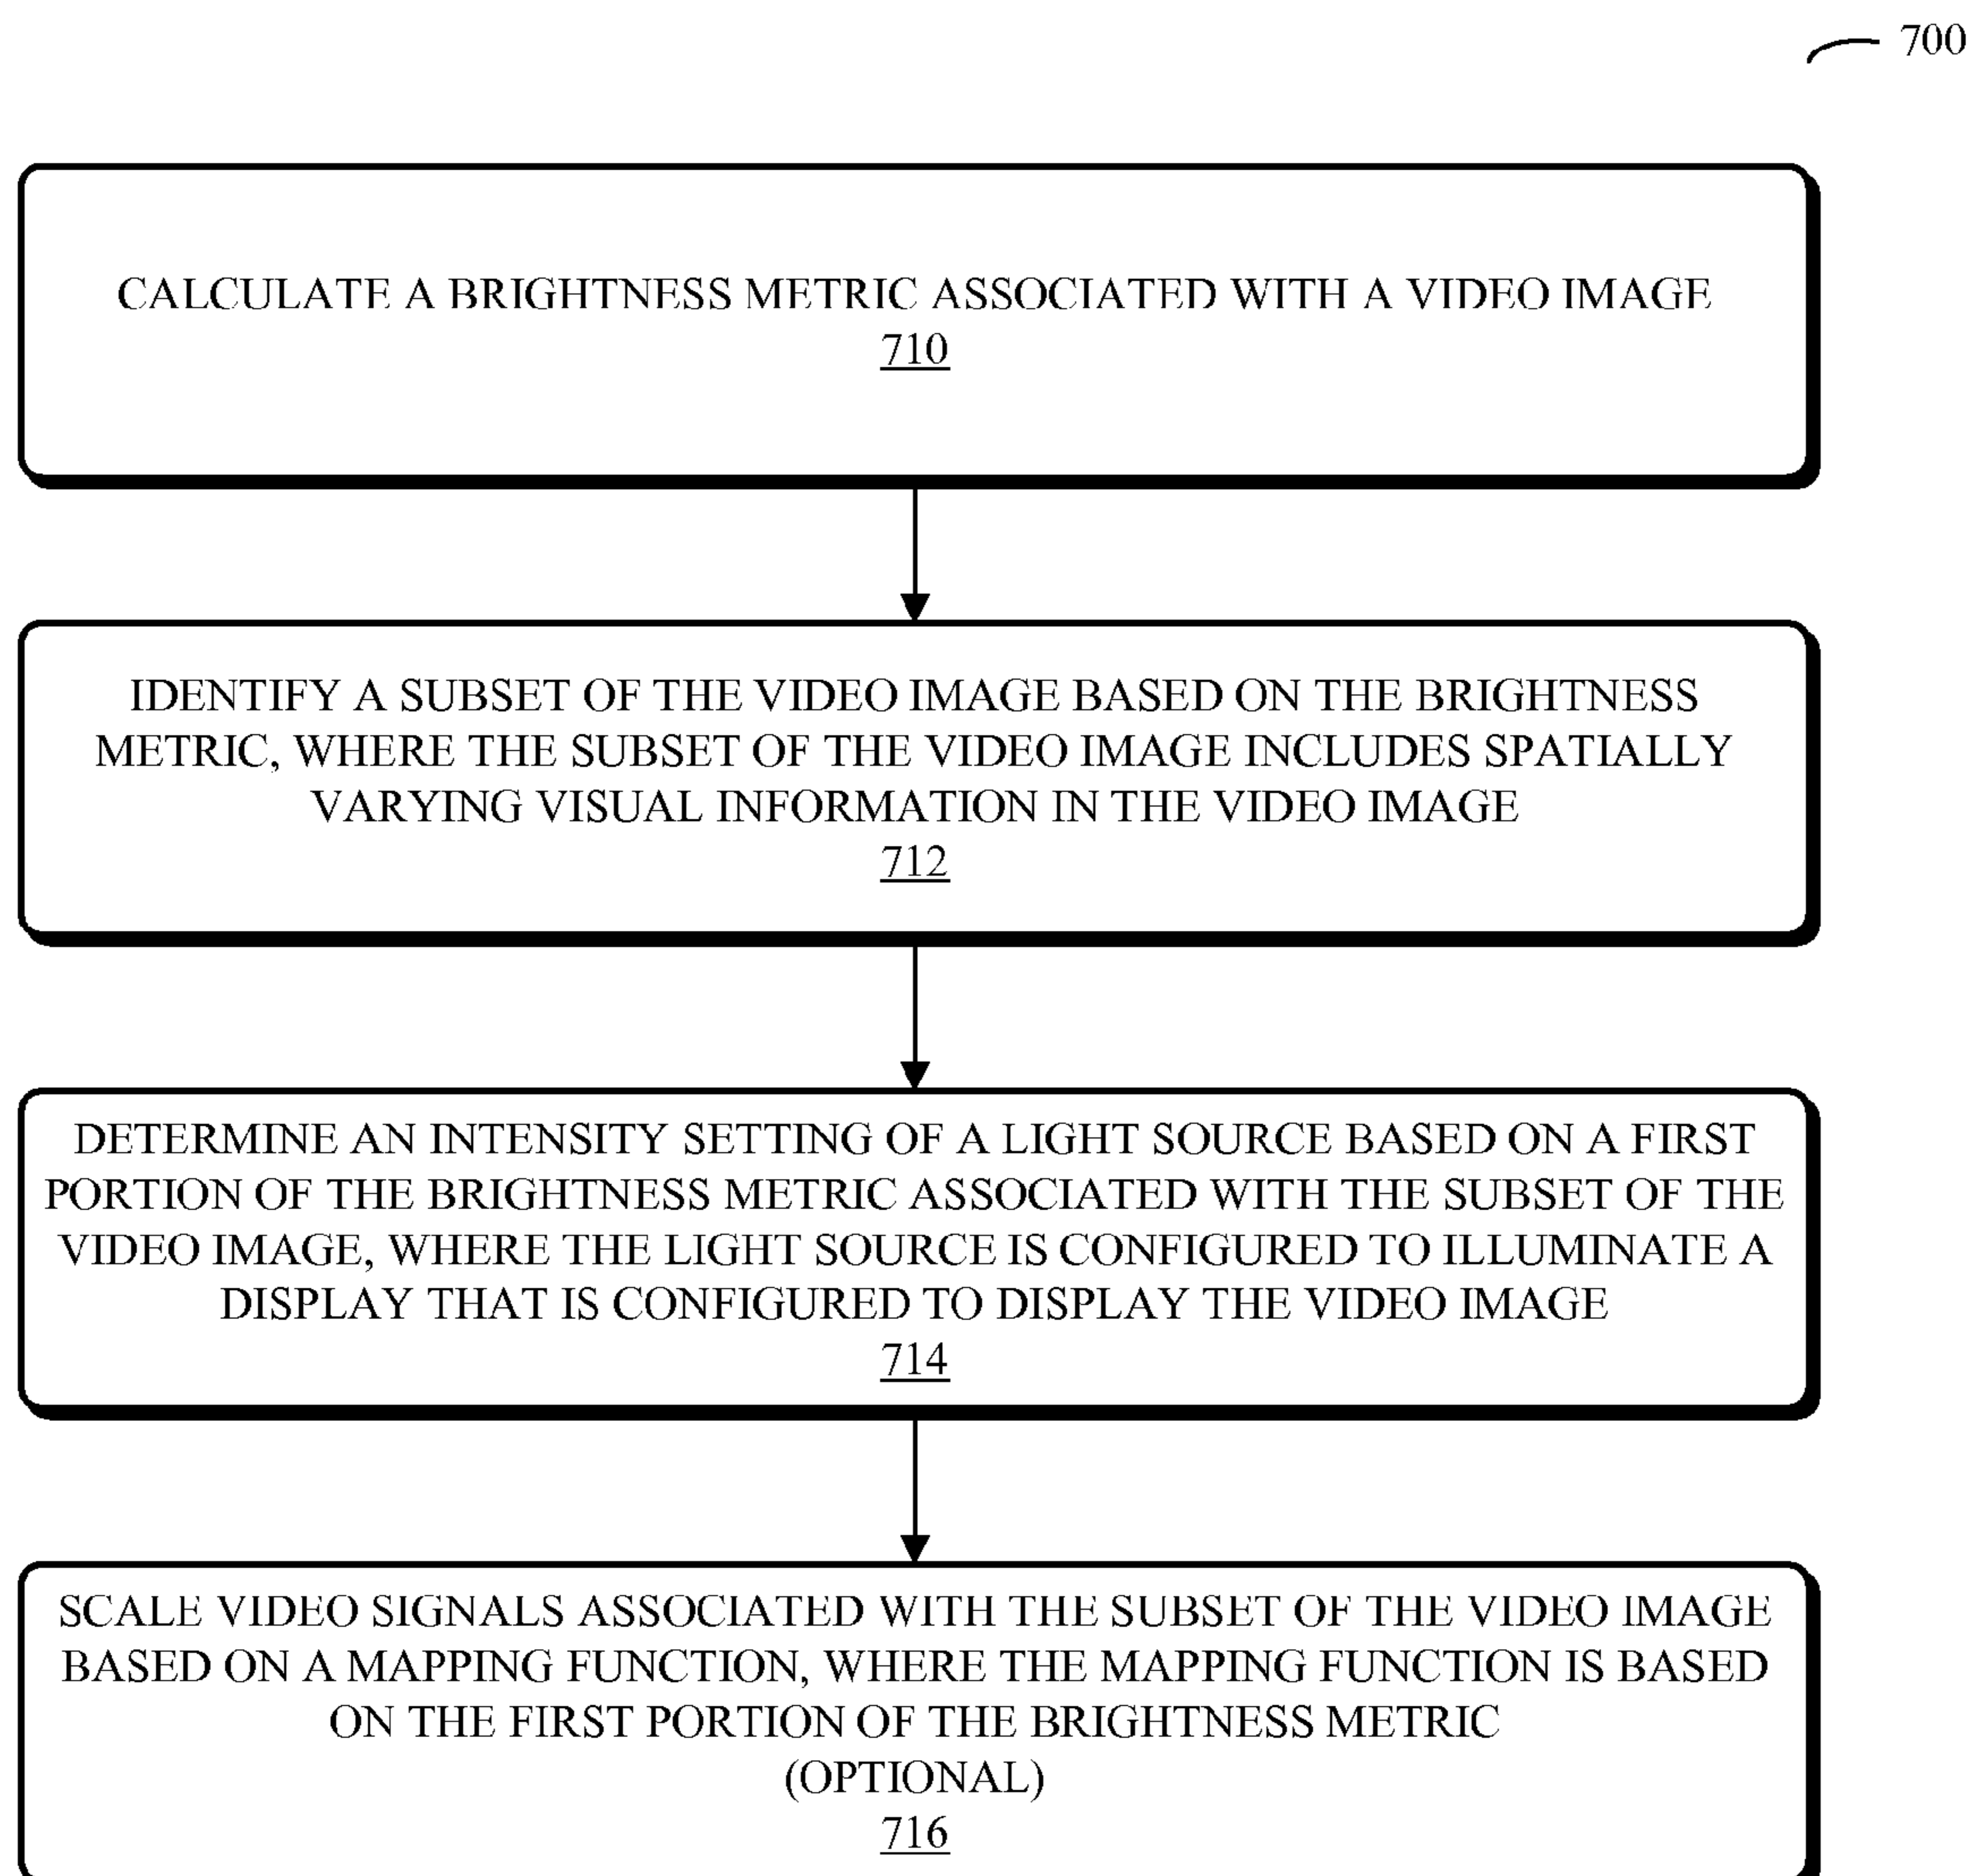 700
CALCULATE A BRIGHTNESS METRIC ASSOCIATED WITH A VIDEO IMAGE
710
IDENTIFY A SUBSET OF THE VIDEO IMAGE BASED ON THE BRIGHTNESS
METRIC, WHERE THE SUBSET OF THE VIDEO IMAGE INCLUDES SPATIALLY
VARYING VISUAL INFORMATION IN THE VIDEO IMAGE
712
DETERMINE AN INTENSITY SETTING OF A LIGHT SOURCE BASED ON A FIRST
PORTION OF THE BRIGHTNESS METRIC ASSOCIATED WITH THE SUBSET OF THE
VIDEO IMAGE, WHERE THE LIGHT SOURCE IS CONFIGURED TO ILLUMINATE A
DISPLAY THAT IS CONFIGURED TO DISPLAY THE VIDEO IMAGE
714
SCALE VIDEO SIGNALS ASSOCIATED WITH THE SUBSET OF THE VIDEO IMAGE
BASED ON A MAPPING FUNCTION, WHERE THE MAPPING FUNCTION IS BASED
ON THE FIRST PORTION OF THE BRIGHTNESS METRIC
(OPTIONAL)
716